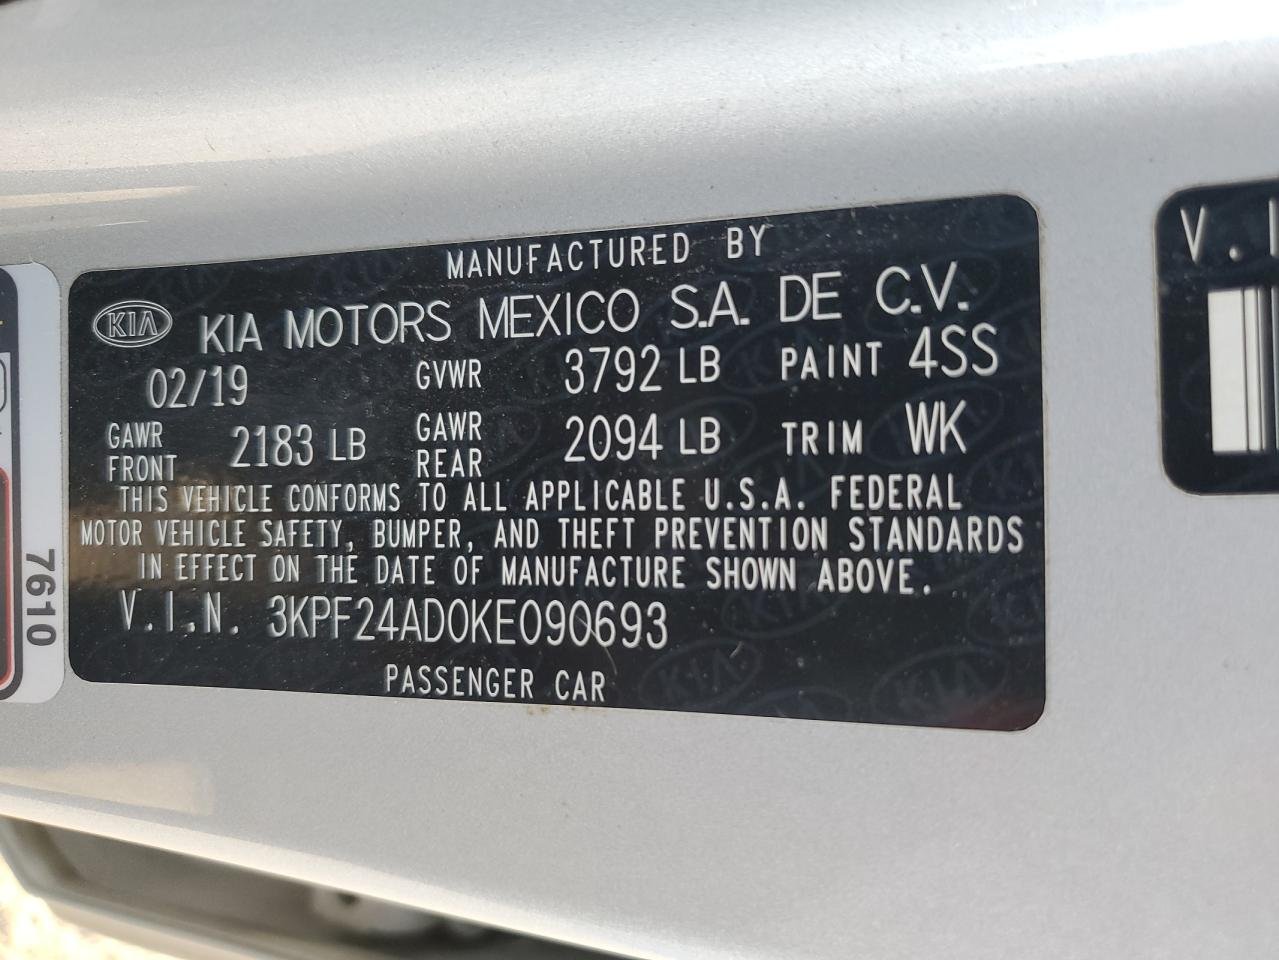 MANUFACTURED BY
KIA KIA MOTORS MEXICO S.A. DE C.V.
02/19 GVWR 3792 LB PAINT 4SS
GAWR FRONT 2183 LB GAWR REAR 2094 LB TRIM WK
THIS VEHICLE CONFORMS TO ALL APPLICABLE U.S.A. FEDERAL
MOTOR VEHICLE SAFETY, BUMPER, AND THEFT PREVENTION STANDARDS
IN EFFECT ON THE DATE OF MANUFACTURE SHOWN ABOVE.
V.I.N. 3KPF24AD0KE090693
PASSENGER CAR
7610
V.I